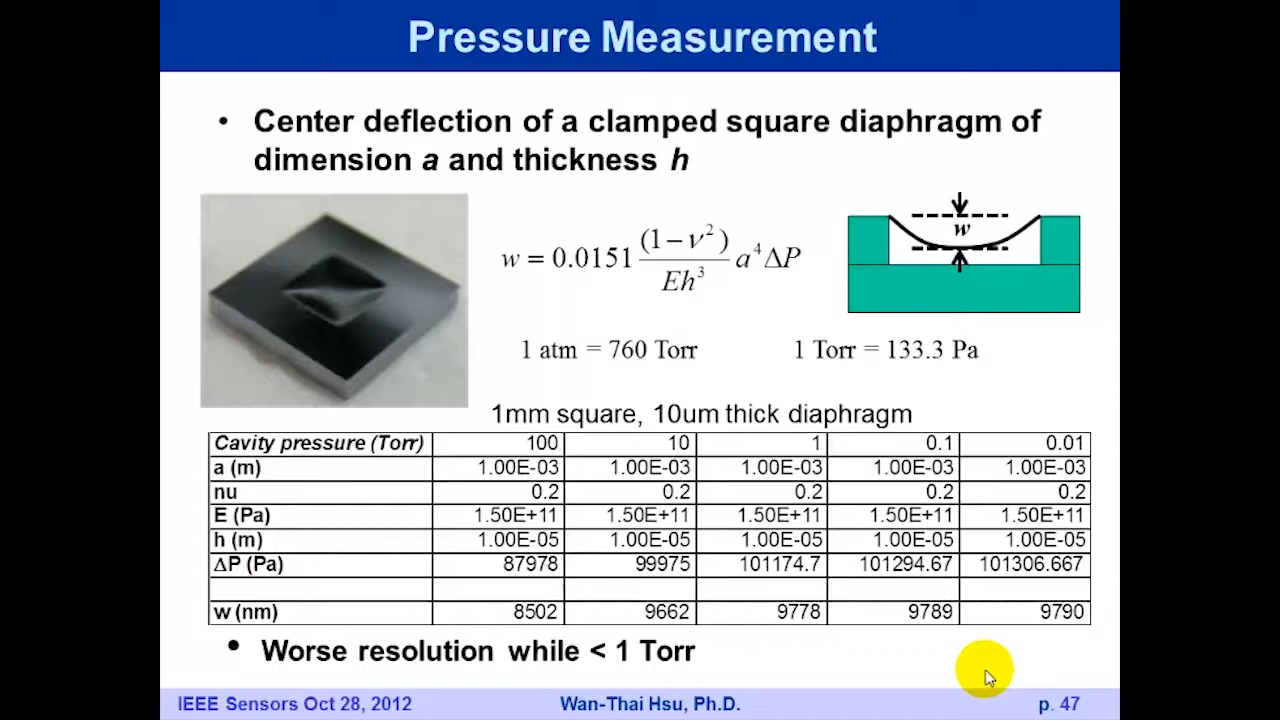 Pressure Measurement
• Center deflection of a clamped square diaphragm of
dimension a and thickness h
w = 0.0151 (1 − ν²) / Eh³ a⁴ΔP
w
1 atm = 760 Torr 1 Torr = 133.3 Pa
1mm square, 10um thick diaphragm
Cavity pressure (Torr) 100 10 1 0.1 0.01
a (m) 1.00E-03 1.00E-03 1.00E-03 1.00E-03 1.00E-03
nu 0.2 0.2 0.2 0.2 0.2
E (Pa) 1.50E+11 1.50E+11 1.50E+11 1.50E+11 1.50E+11
h (m) 1.00E-05 1.00E-05 1.00E-05 1.00E-05 1.00E-05
ΔP (Pa) 87978 99975 101174.7 101294.67 101306.667
w (nm) 8502 9662 9778 9789 9790
• Worse resolution while < 1 Torr
IEEE Sensors Oct 28, 2012 Wan-Thai Hsu, Ph.D. p. 47